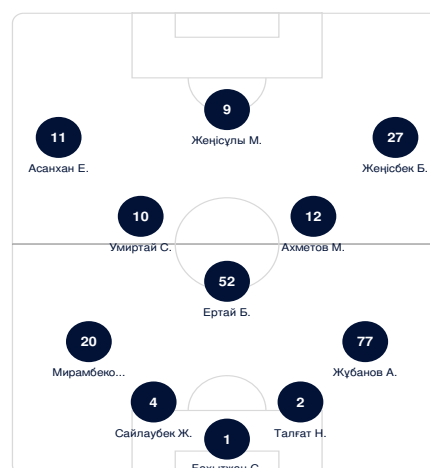 9
Жеңісұлы М.
11
Асанхан Е.
27
Жеңісбек Б.
10
Умиртай С.
12
Ахметов М.
52
Ертай Б.
20
Мирамбеко...
77
Жұбанов А.
4
Сайлаубек Ж.
2
Талғат Н.
1